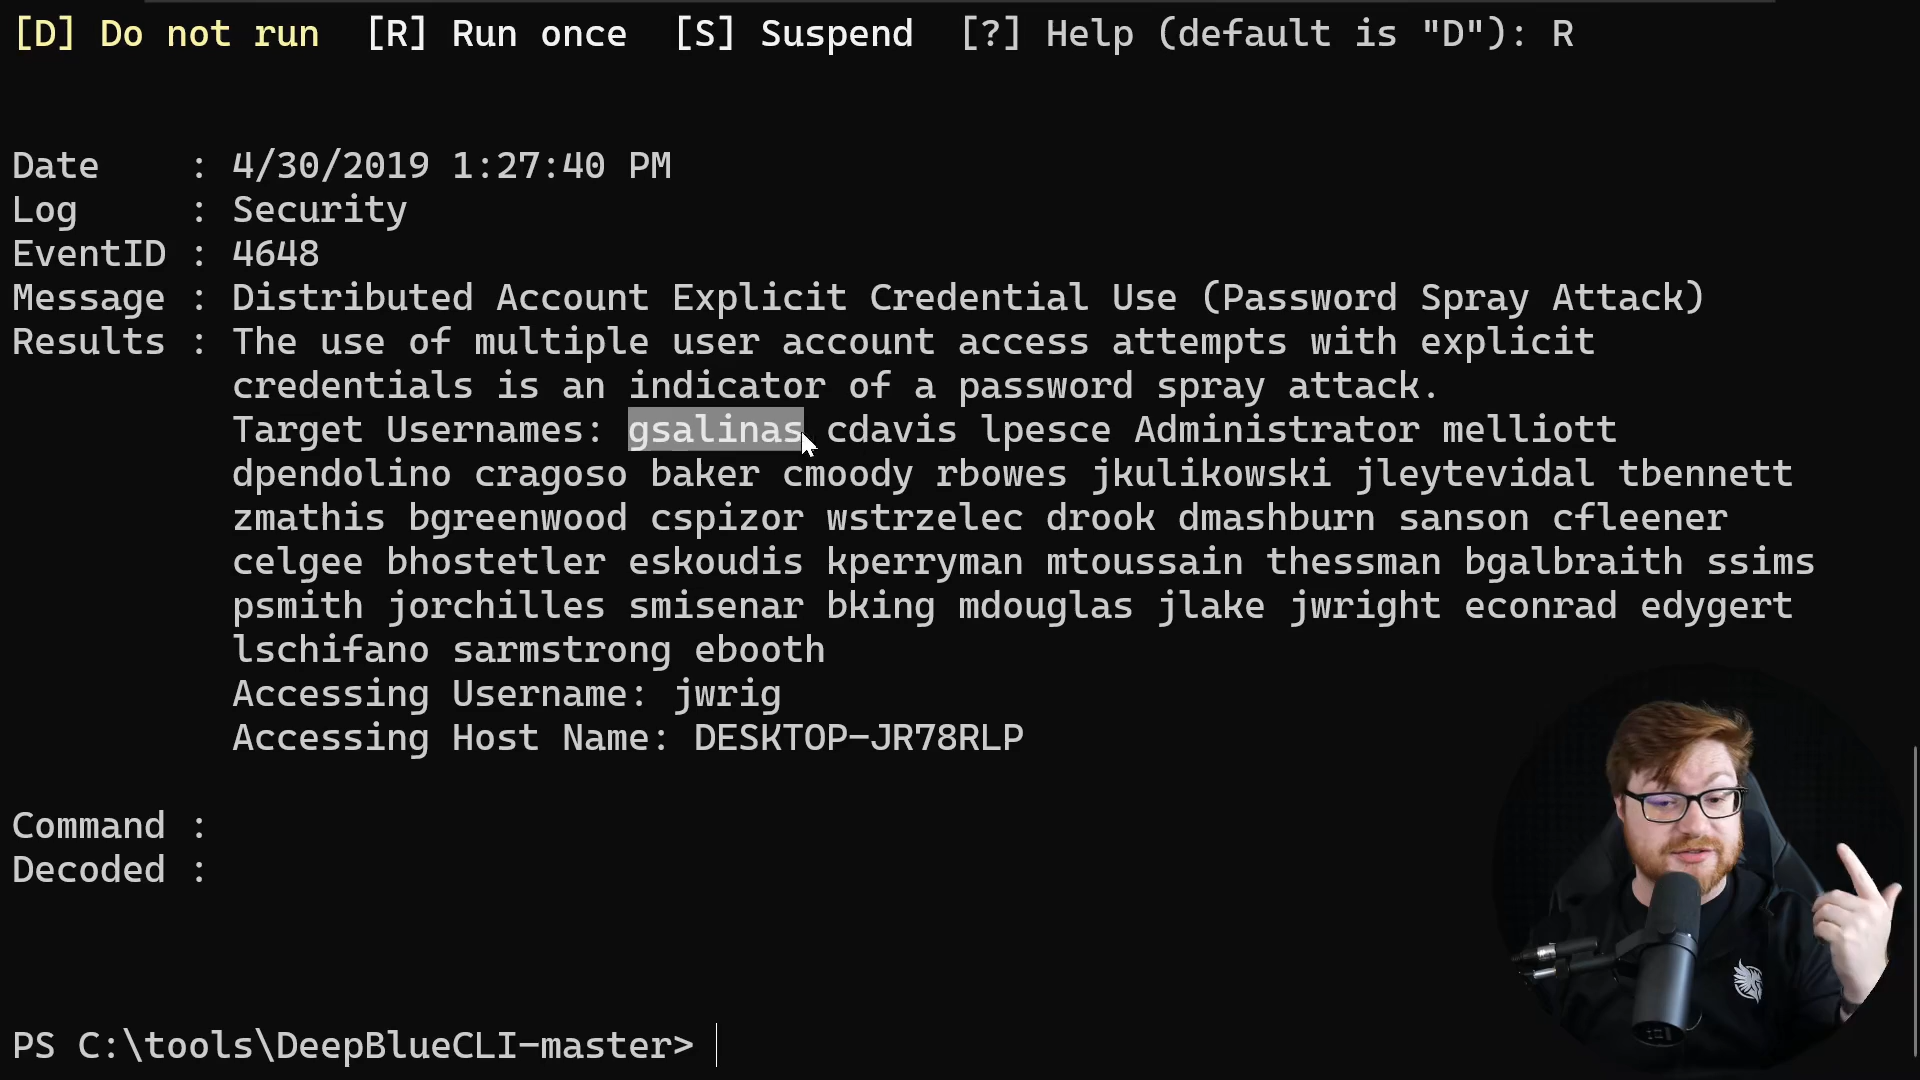 [D] Do not run  [R] Run once  [S] Suspend  [?] Help (default is "D"): R
Date    : 4/30/2019 1:27:40 PM
Log     : Security
EventID : 4648
Message : Distributed Account Explicit Credential Use (Password Spray Attack)
Results : The use of multiple user account access attempts with explicit
credentials is an indicator of a password spray attack.
Target Usernames: gsalinas cdavis lpesce Administrator melliott
dpendolino cragoso baker cmoody rbowes jkulikowski jleytevidal tbennett
zmathis bgreenwood cspizor wstrzelec drook dmashburn sanson cfleener
celgee bhostetler eskoudis kperryman mtoussain thessman bgalbraith ssims
psmith jorchilles smisenar bking mdouglas jlake jwright econrad edygert
lschifano sarmstrong ebooth
Accessing Username: jwrig
Accessing Host Name: DESKTOP-JR78RLP
Command :
Decoded :
PS C:\tools\DeepBlueCLI-master>